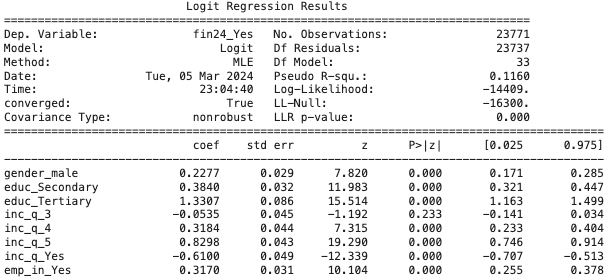 Logit Regression Results
==============================================================================
Dep. Variable: fin24_Yes No. Observations: 23771
Model: Logit Df Residuals: 23737
Method: MLE Df Model: 33
Date: Tue, 05 Mar 2024 Pseudo R-squ.: 0.1160
Time: 23:04:40 Log-Likelihood: -14409.
converged: True LL-Null: -16300.
Covariance Type: nonrobust LLR p-value: 0.000
==============================================================================
coef std err z P>|z| [0.025 0.975]
------------------------------------------------------------------------------
gender_male 0.2277 0.029 7.820 0.000 0.171 0.285
educ_Secondary 0.3840 0.032 11.983 0.000 0.321 0.447
educ_Tertiary 1.3307 0.086 15.514 0.000 1.163 1.499
inc_q_3 -0.0535 0.045 -1.192 0.233 -0.141 0.034
inc_q_4 0.3184 0.044 7.315 0.000 0.233 0.404
inc_q_5 0.8298 0.043 19.290 0.000 0.746 0.914
inc_q_Yes -0.6100 0.049 -12.339 0.000 -0.707 -0.513
emp_in_Yes 0.3170 0.031 10.104 0.000 0.255 0.378